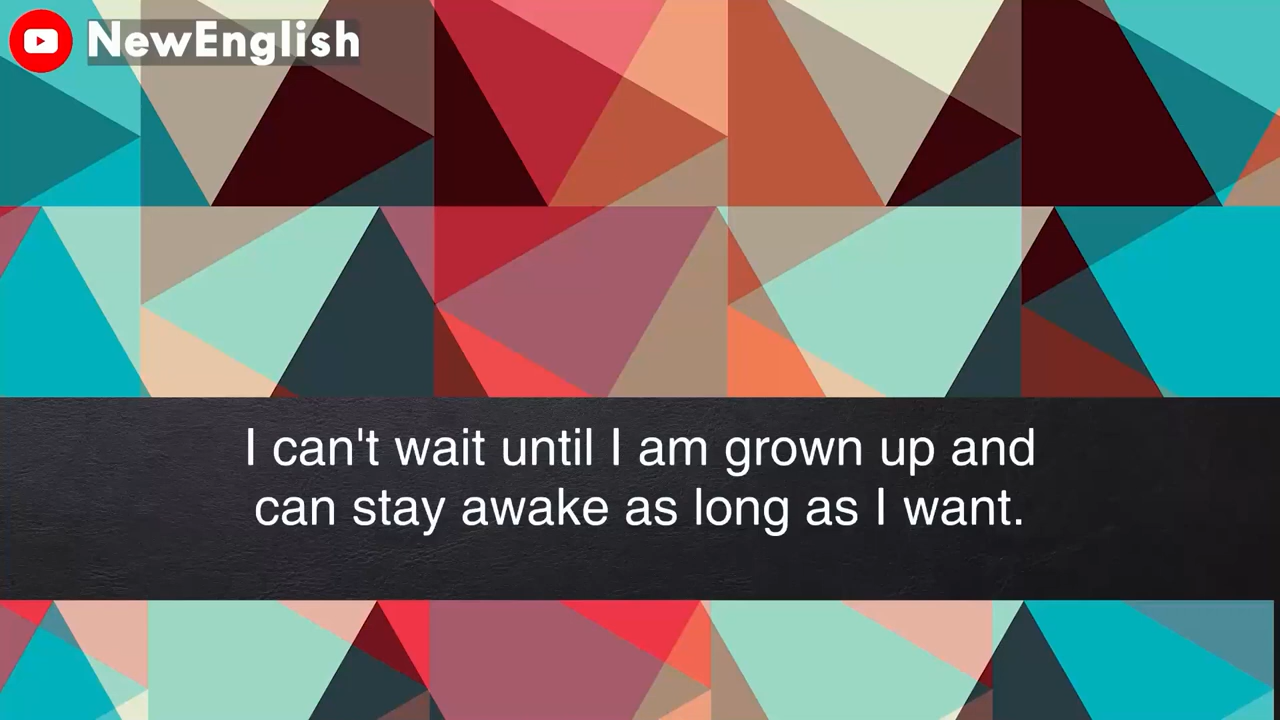 NewEnglish
I can't wait until I am grown up and
can stay awake as long as I want.